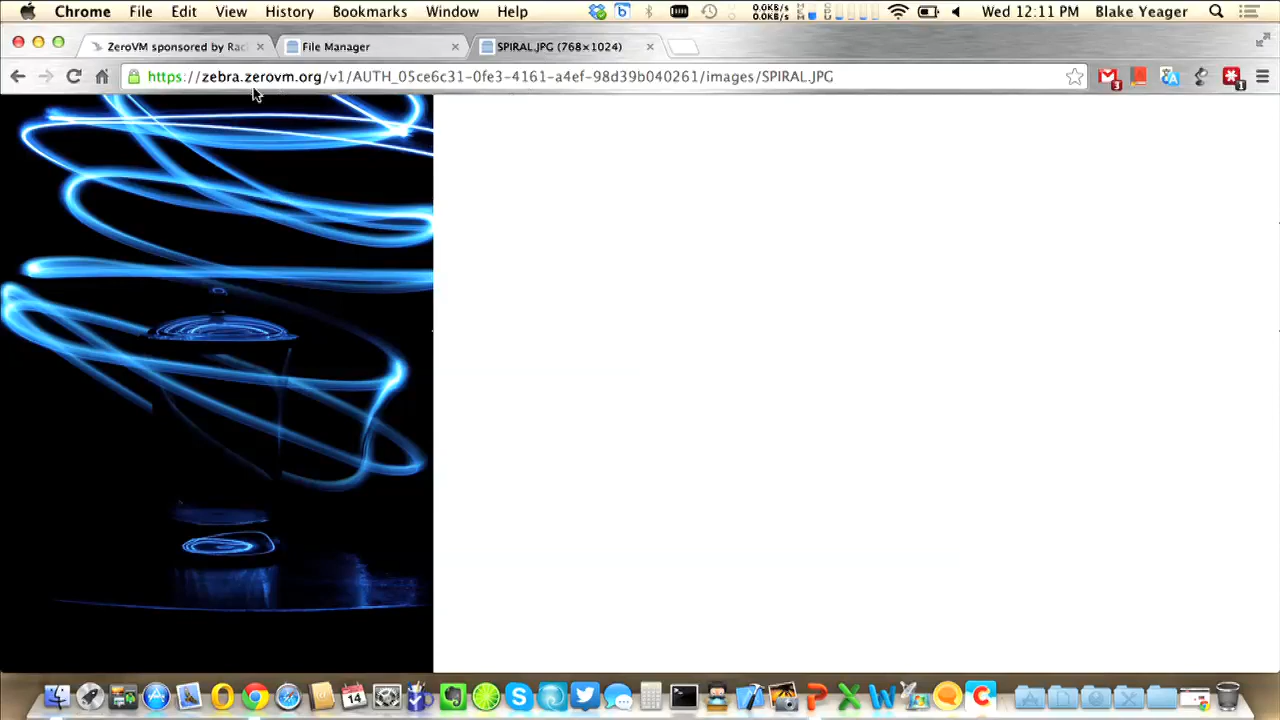 Chrome File Edit View History Bookmarks Window Help 0.0KB/s 0.0KB/s Wed 12:11 PM Blake Yeager
ZeroVM sponsored by Rac File Manager SPIRAL.JPG (768×1024)
https://zebra.zerovm.org/v1/AUTH_05ce6c31-0fe3-4161-a4ef-98d39b040261/images/SPIRAL.JPG 3 1
14